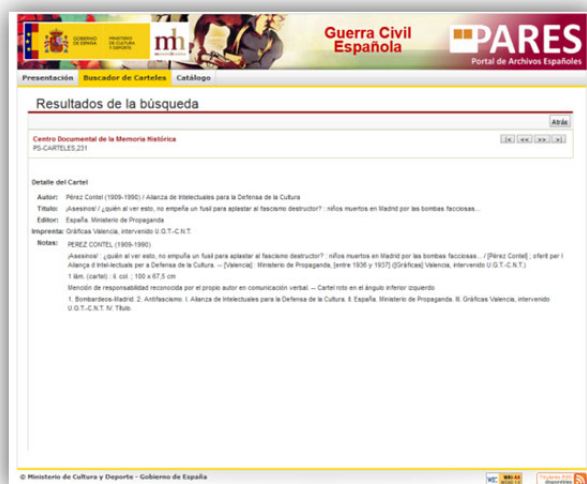 GOBIERNO DE ESPAÑA
MINISTERIO DE CULTURA Y DEPORTE
mh
Guerra Civil Española
PARES
Portal de Archivos Españoles
Presentación Buscador de Carteles Catálogo
Resultados de la búsqueda
Atrás
Centro Documental de la Memoria Histórica
PS-CARTELES,231
|< << >> >|
Detalle del Cartel
Autor: Pérez Contel (1909-1990) / Alianza de Intelectuales para la Defensa de la Cultura
Título: ¡Asesinos! / ¿quién al ver esto, no empuña un fusil para aplastar al fascismo destructor? : niños muertos en Madrid por las bombas facciosas...
Editor: España. Ministerio de Propaganda
Imprenta: Gráficas Valencia, intervenido U.G.T.-C.N.T.
Notas: PEREZ CONTEL (1909-1990)
¡Asesinos! : ¿quién al ver esto, no empuña un fusil para aplastar al fascismo destructor? : niños muertos en Madrid por las bombas facciosas... / [Pérez Contel] ; oferit per l
Aliança d Intel·lectuals per a Defensa de la Cultura. -- [Valencia] : Ministerio de Propaganda, [entre 1936 y 1937] ([Gráficas] Valencia, intervenido U.G.T.-C.N.T.)
1 lám. (cartel) : il. col. ; 100 x 67,5 cm
Mención de responsabilidad reconocida por el propio autor en comunicación verbal. -- Cartel roto en el ángulo inferior izquierdo
1. Bombardeos-Madrid. 2. Antifascismo. I. Alianza de Intelectuales para la Defensa de la Cultura. II. España. Ministerio de Propaganda. III. Gráficas Valencia, intervenido
U.G.T.-C.N.T. IV. Título.
© Ministerio de Cultura y Deporte - Gobierno de España